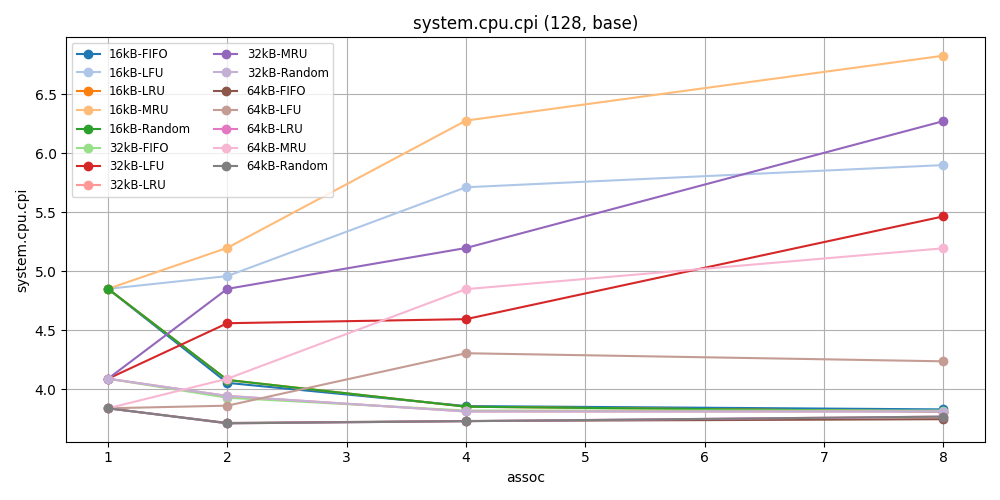 system.cpu.cpi (128, base)
16kB-FIFO
16kB-LFU
16kB-LRU
16kB-MRU
16kB-Random
32kB-FIFO
32kB-LFU
32kB-LRU
32kB-MRU
32kB-Random
64kB-FIFO
64kB-LFU
64kB-LRU
64kB-MRU
64kB-Random
system.cpu.cpi
6.5
6.0
5.5
5.0
4.5
4.0
1 2 3 4 5 6 7 8
assoc